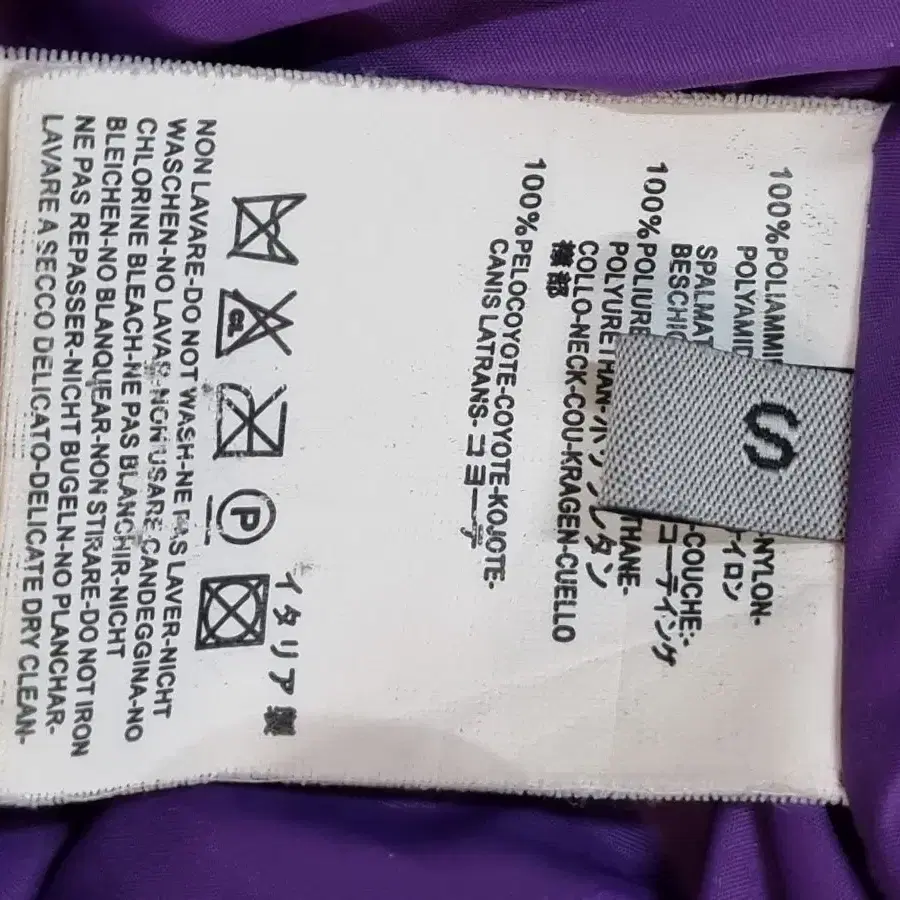 100%POLIAMMI
POLYAMID
-NYLON-
イロン
SPALMAT
-COUCHE-
BESCHIC
コーティング
100%POLIURE
THANE-
POLYURETHAN-
レタン
COLLO-NECK-COU-KRAGEN-CUELLO
襟部
100%PELOCOYOTE-COYOTE-KOJOTE-
CANIS LATRANS-コヨーテ
S
イタリア製
CL
P
NON LAVARE-DO NOT WASH-NE PAS LAVER-NICHT
WASCHEN-NO LAVAR-NON USARE CANDEGGINA-NO
CHLORINE BLEACH-NE PAS BLANCHIR-NICHT
BLEICHEN-NO BLANQUEAR-NON STIRARE-DO NOT IRON
NE PAS REPASSER-NICHT BUGELN-NO PLANCHAR-
LAVARE A SECCO DELICATO-DELICATE DRY CLEAN-